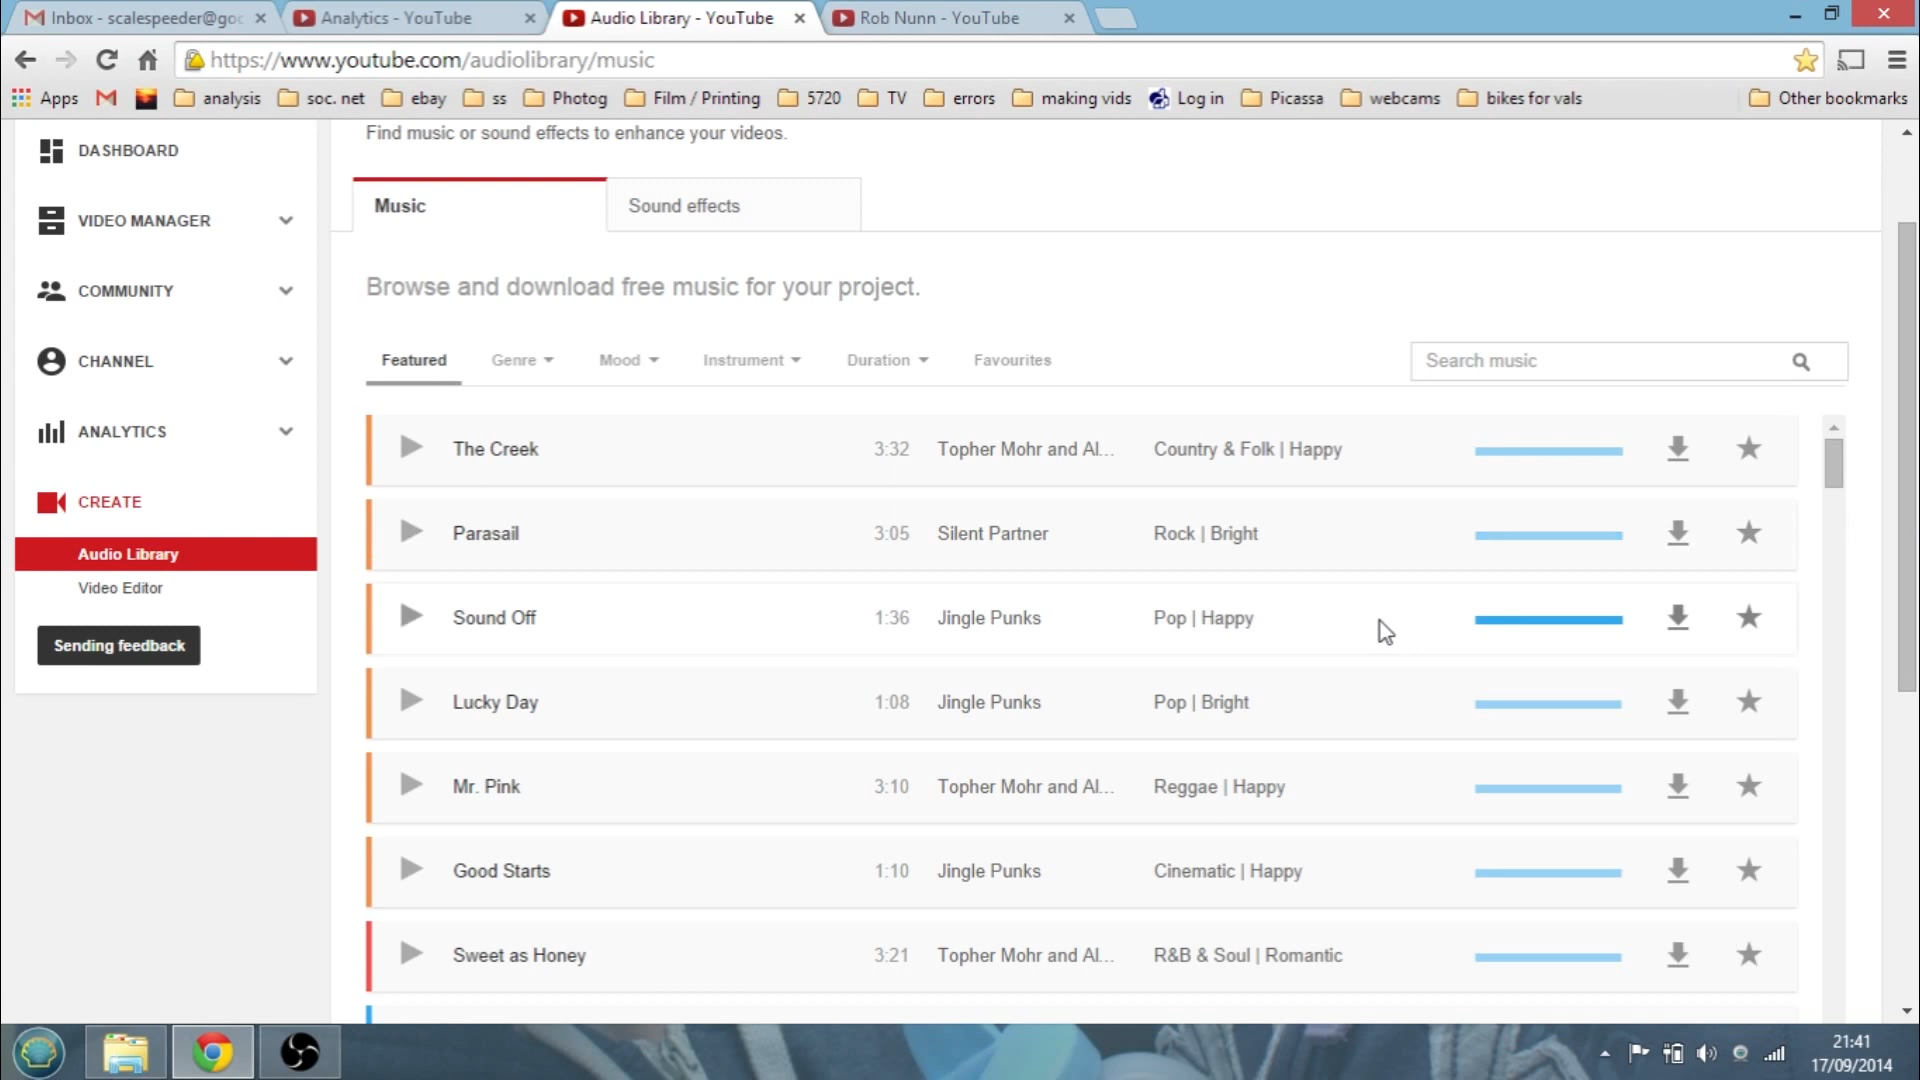 Inbox - scalespeeder@goo
Analytics - YouTube
Audio Library - YouTube
Rob Nunn - YouTube
https://www.youtube.com/audiolibrary/music
Apps
analysis
soc. net
ebay
ss
Photog
Film / Printing
5720
TV
errors
making vids
Log in
Picassa
webcams
bikes for vals
Other bookmarks
DASHBOARD
VIDEO MANAGER
COMMUNITY
CHANNEL
ANALYTICS
CREATE
Audio Library
Video Editor
Sending feedback
Find music or sound effects to enhance your videos.
Music
Sound effects
Browse and download free music for your project.
Featured
Genre
Mood
Instrument
Duration
Favourites
Search music
The Creek 3:32 Topher Mohr and Al... Country & Folk | Happy
Parasail 3:05 Silent Partner Rock | Bright
Sound Off 1:36 Jingle Punks Pop | Happy
Lucky Day 1:08 Jingle Punks Pop | Bright
Mr. Pink 3:10 Topher Mohr and Al... Reggae | Happy
Good Starts 1:10 Jingle Punks Cinematic | Happy
Sweet as Honey 3:21 Topher Mohr and Al... R&B & Soul | Romantic
21:41
17/09/2014